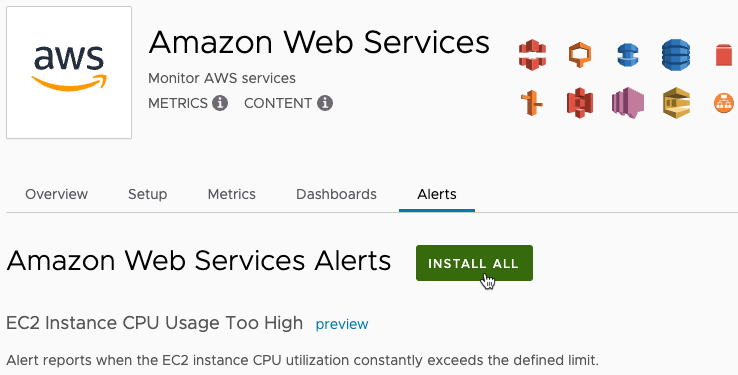 aws
Amazon Web Services
Monitor AWS services
METRICS i CONTENT i
Overview Setup Metrics Dashboards Alerts
Amazon Web Services Alerts INSTALL ALL
EC2 Instance CPU Usage Too High preview
Alert reports when the EC2 instance CPU utilization constantly exceeds the defined limit.